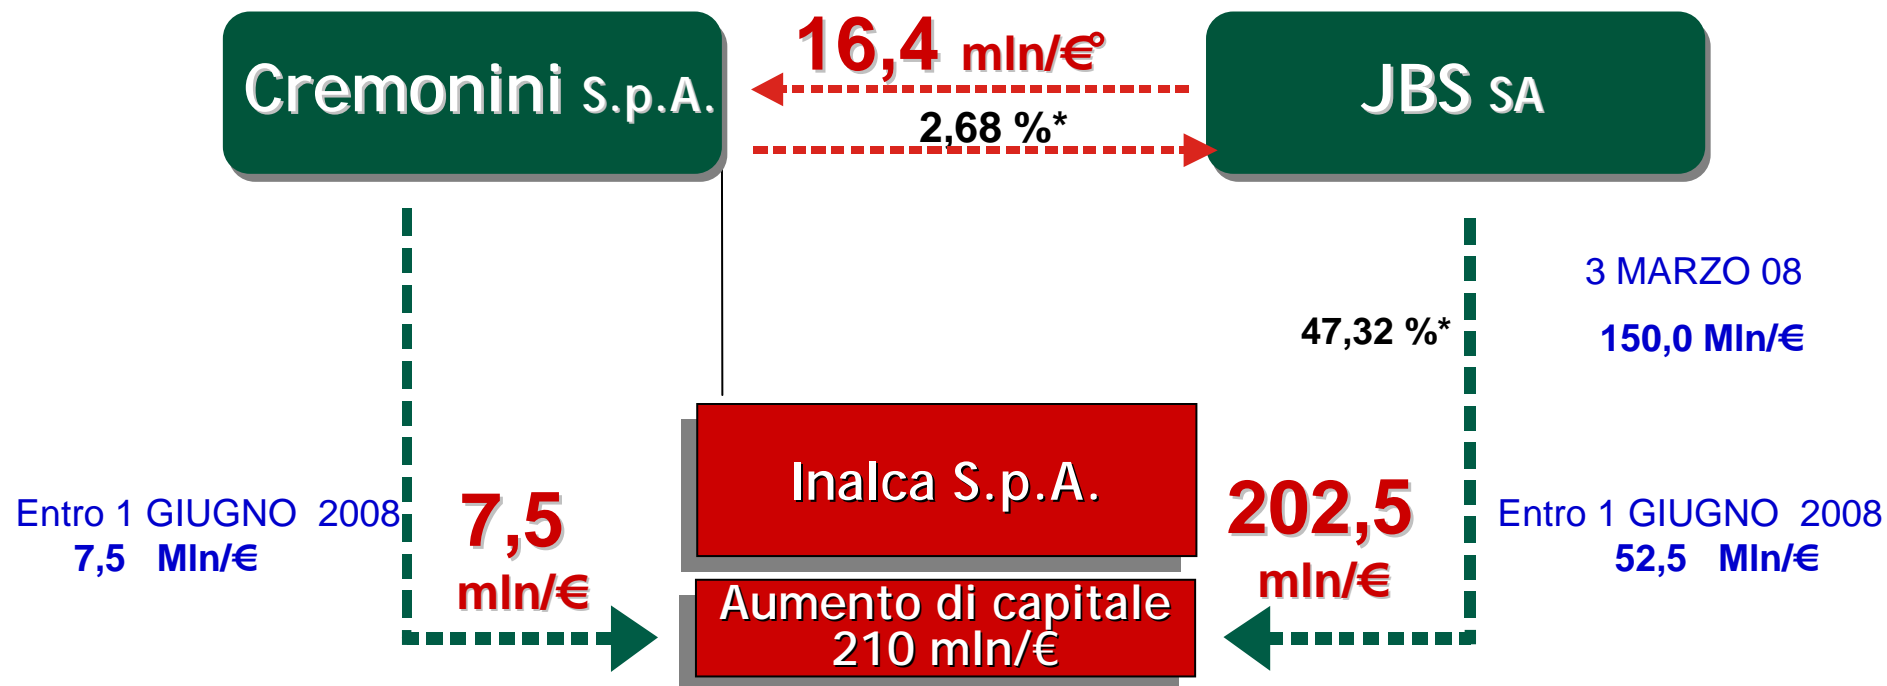 Cremonini S.p.A.
16,4 mln/€°
2,68 %*
JBS SA
3 MARZO 08
47,32 %*
150,0 Mln/€
Inalca S.p.A.
Entro 1 GIUGNO 2008
7,5 Mln/€
7,5
mln/€
202,5
mln/€
Entro 1 GIUGNO 2008
52,5 Mln/€
Aumento di capitale
210 mln/€